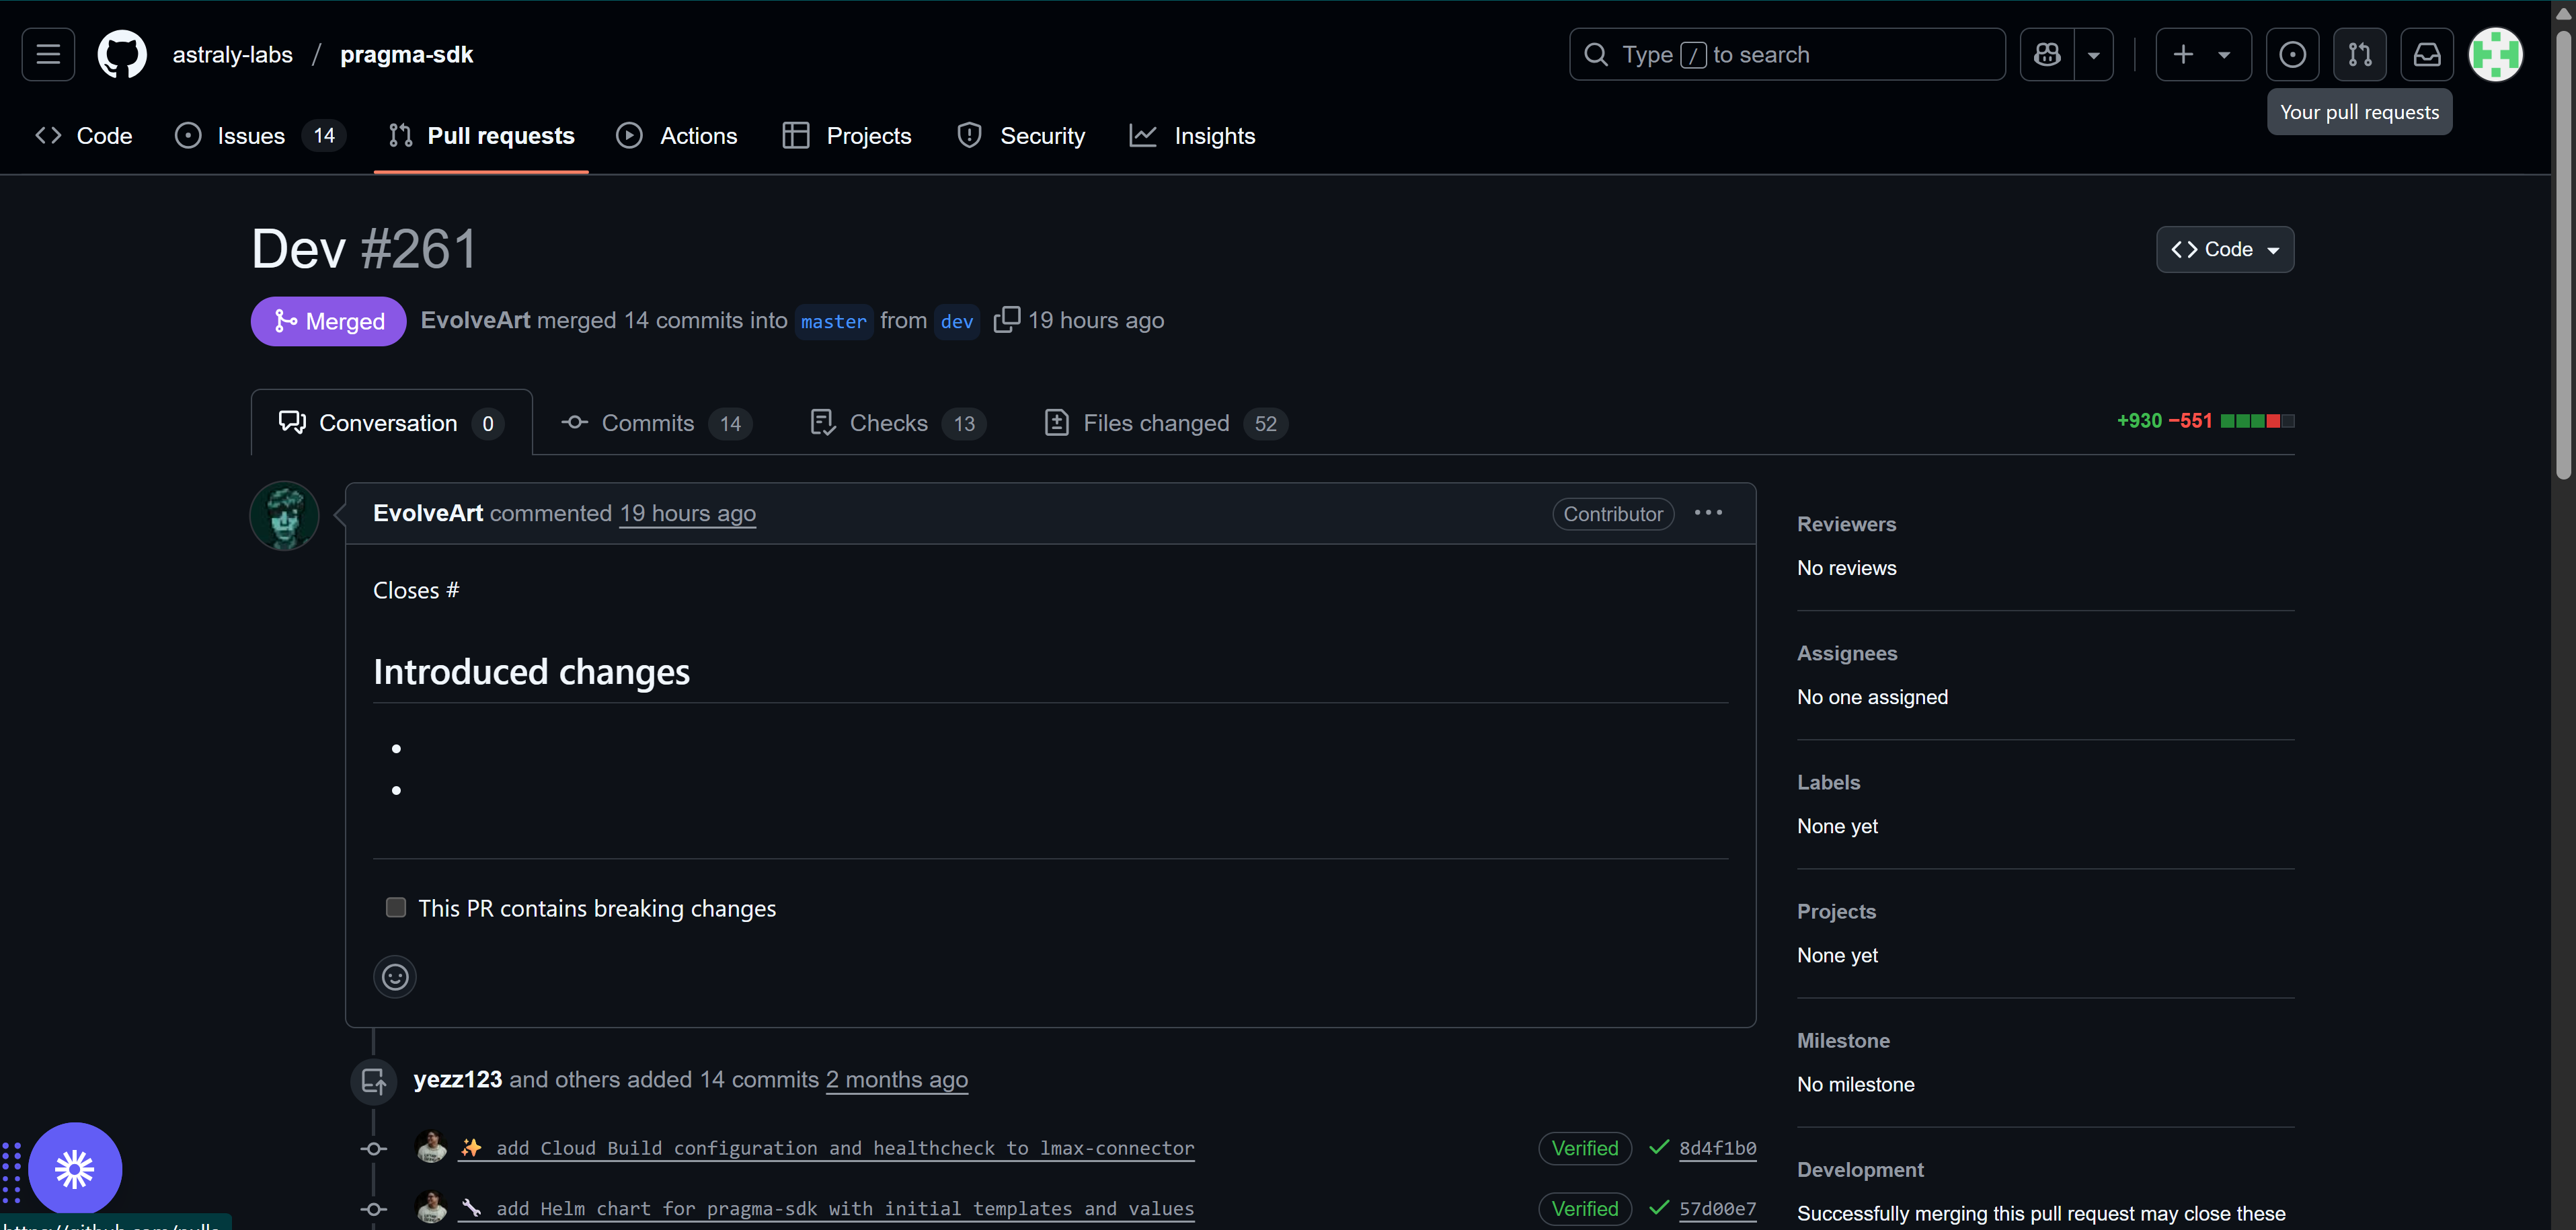 astraly-labs / pragma-sdk
Type / to search
Your pull requests
Code
Issues 14
Pull requests
Actions
Projects
Security
Insights
Dev #261
Code
Merged
EvolveArt merged 14 commits into master from dev 19 hours ago
Conversation 0
Commits 14
Checks 13
Files changed 52
+930 −551
EvolveArt commented 19 hours ago
Contributor
Closes #
Introduced changes
This PR contains breaking changes
yezz123 and others added 14 commits 2 months ago
✨ add Cloud Build configuration and healthcheck to lmax-connector
Verified 8d4f1b0
🔧 add Helm chart for pragma-sdk with initial templates and values
Verified 57d00e7
Reviewers
No reviews
Assignees
No one assigned
Labels
None yet
Projects
None yet
Milestone
No milestone
Development
Successfully merging this pull request may close these